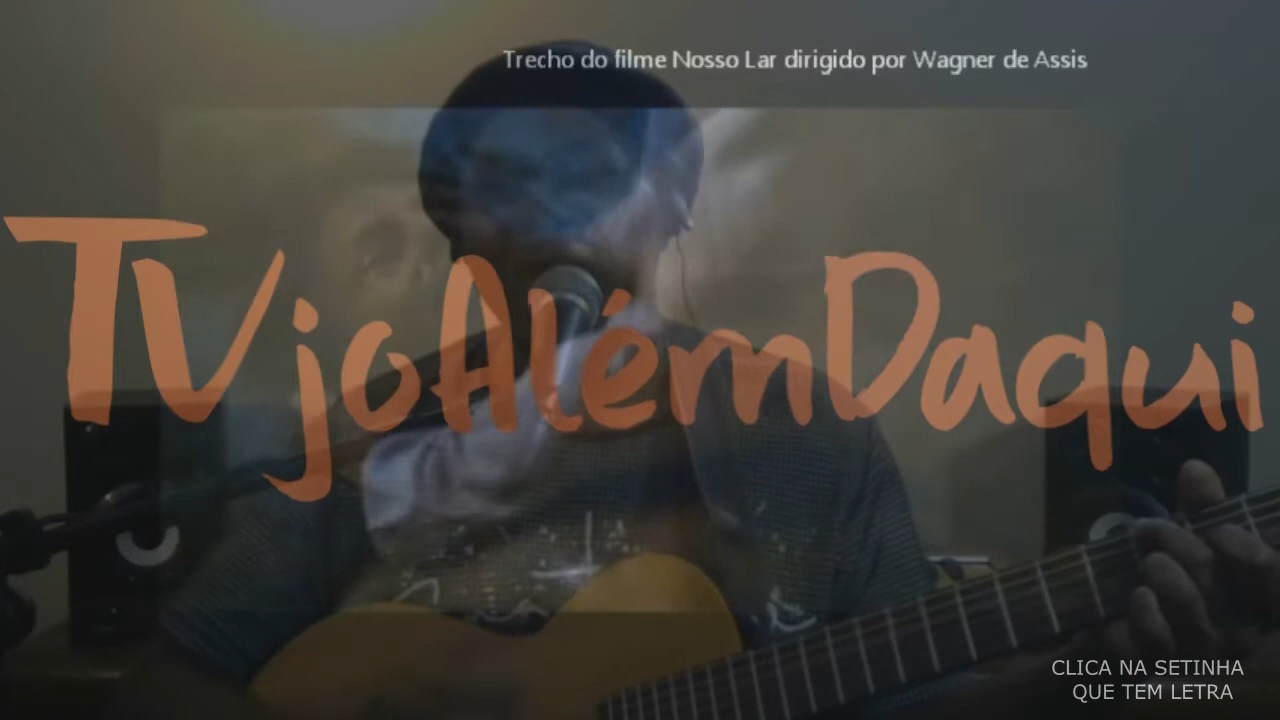 Trecho do filme Nosso Lar dirigido por Wagner de Assis
TVjoAlémDaqui
CLICA NA SETINHA
QUE TEM LETRA